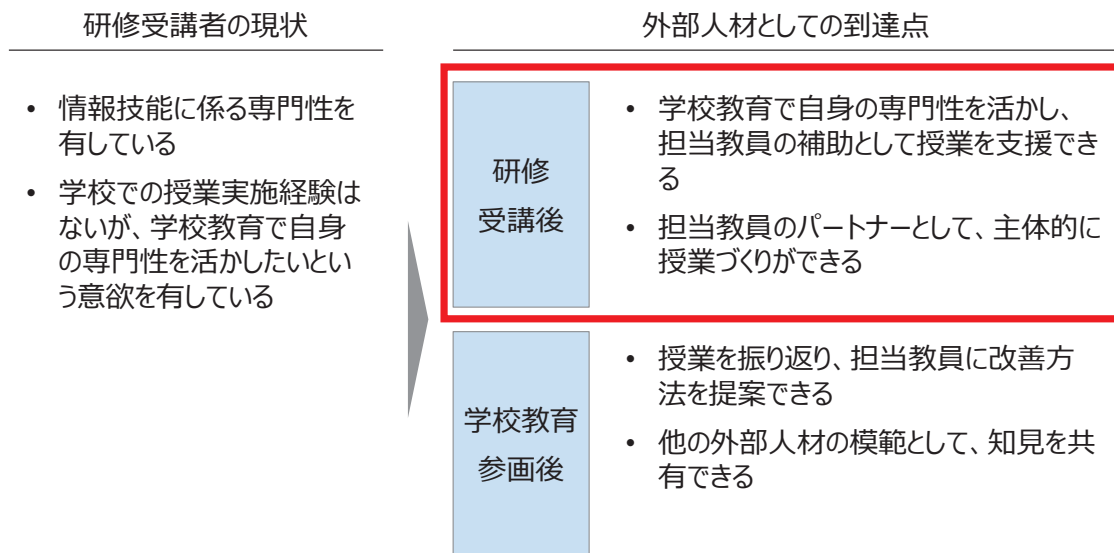 研修受講者の現状
• 情報技能に係る専門性を
有している
• 学校での授業実施経験は
ないが、学校教育で自身
の専門性を活かしたいとい
う意欲を有している
外部人材としての到達点
研修
受講後
• 学校教育で自身の専門性を活かし、
担当教員の補助として授業を支援でき
る
• 担当教員のパートナーとして、主体的に
授業づくりができる
学校教育
参画後
• 授業を振り返り、担当教員に改善方
法を提案できる
• 他の外部人材の模範として、知見を共
有できる